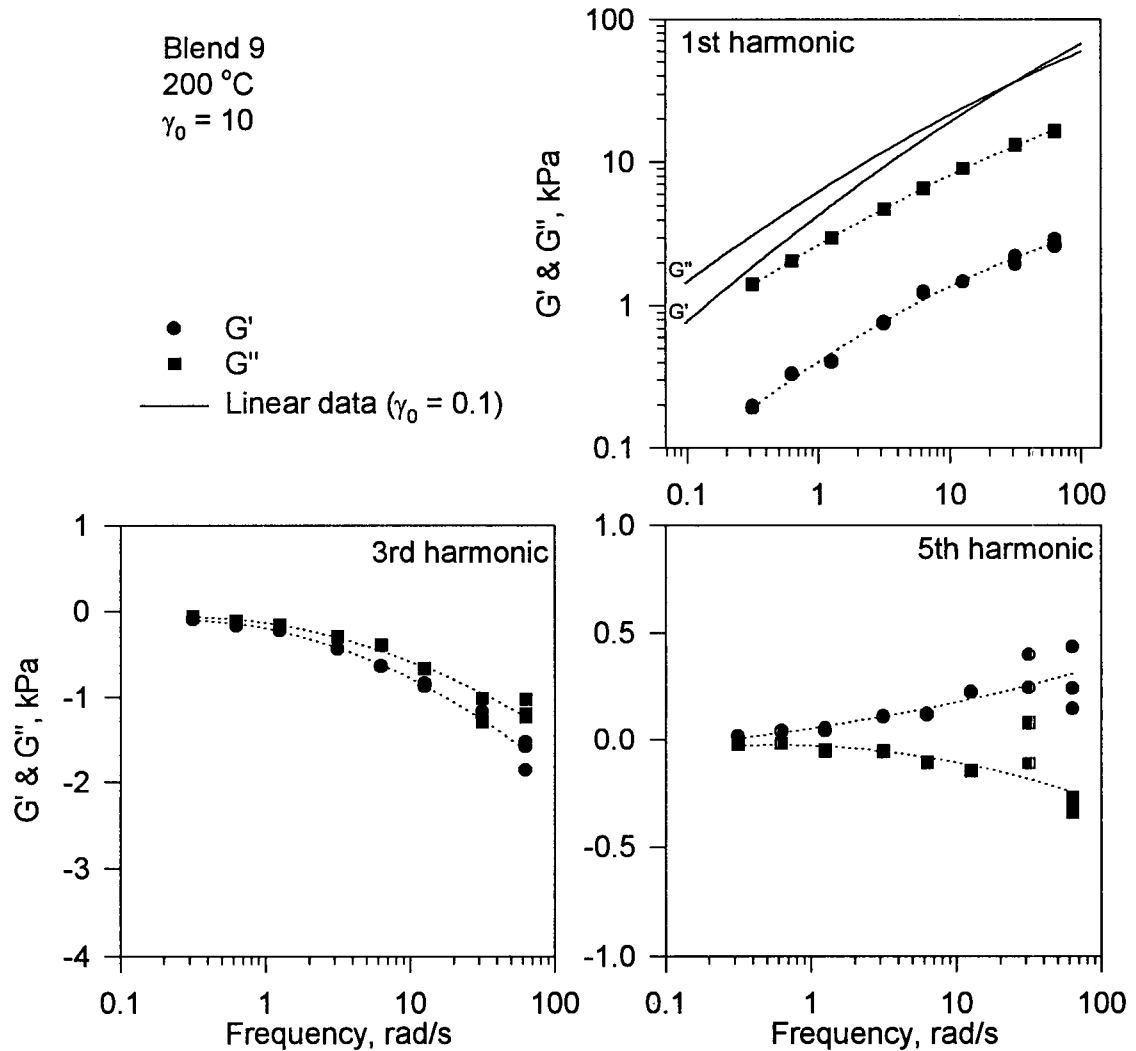 Blend 9
200 °C
γ₀ = 10
G'
G"
Linear data (γ₀ = 0.1)
1st harmonic
G' & G", kPa
100
10
1
0.1
G"
G'
0.1
1
10
100
3rd harmonic
G' & G", kPa
1
0
-1
-2
-3
-4
0.1
1
10
100
Frequency, rad/s
5th harmonic
1.0
0.5
0.0
-0.5
-1.0
0.1
1
10
100
Frequency, rad/s